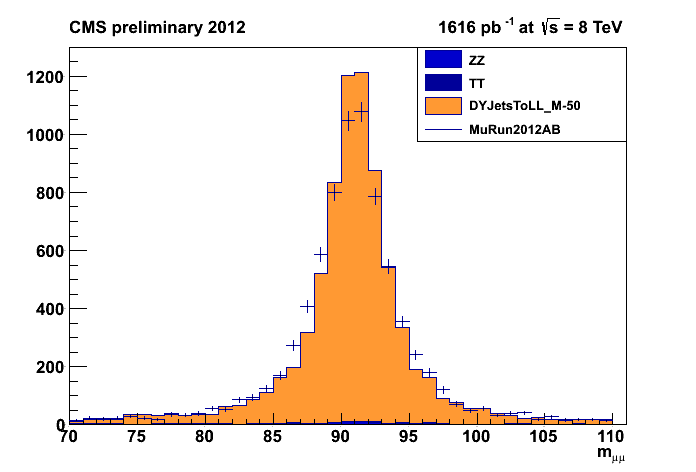 CMS preliminary 2012
1616 pb⁻¹ at √s = 8 TeV
ZZ
TT
DYJetsToLL_M-50
MuRun2012AB
1200
1000
800
600
400
200
0
70 75 80 85 90 95 100 105 110
mμμ